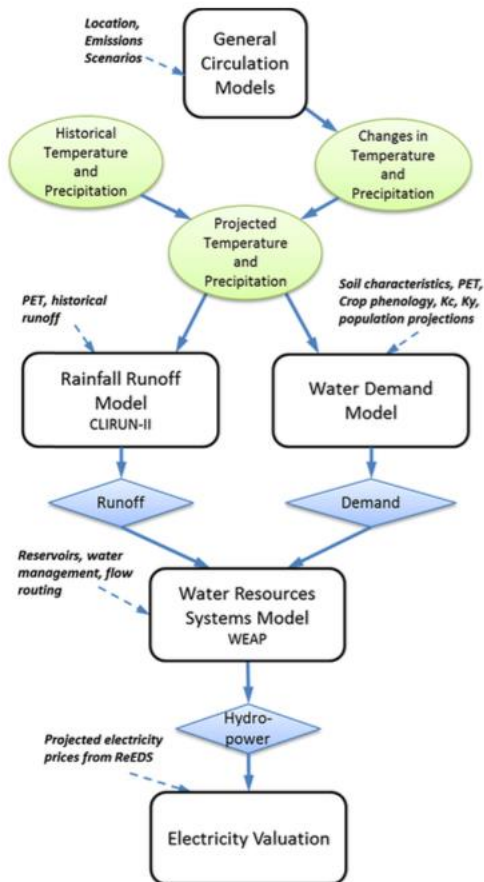 Location,
Emissions
Scenarios
General
Circulation
Models
Historical
Temperature
and
Precipitation
Changes in
Temperature
and
Precipitation
Projected
Temperature
and
Precipitation
PET, historical
runoff
Soil characteristics, PET,
Crop phenology, Kc, Ky,
population projections
Rainfall Runoff
Model
CLIRUN-II
Water Demand
Model
Runoff
Demand
Reservoirs, water
management, flow
routing
Water Resources
Systems Model
WEAP
Hydro-
power
Projected electricity
prices from ReEDS
Electricity Valuation